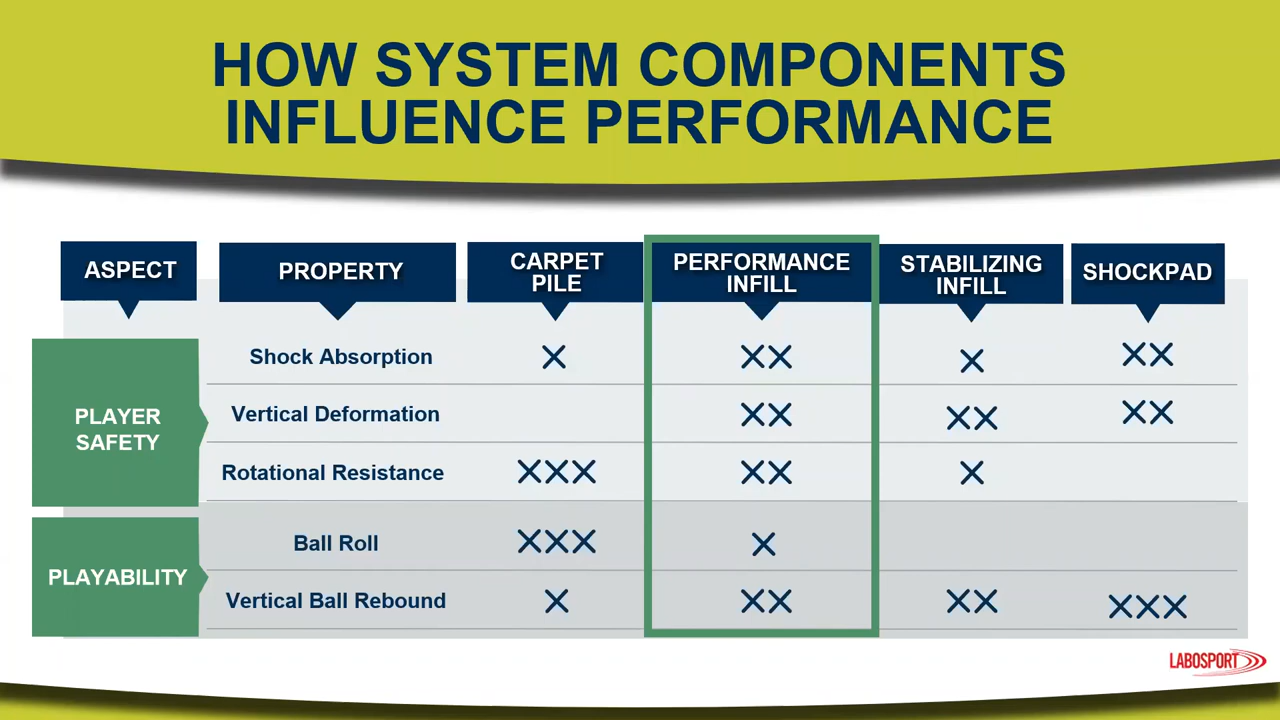 HOW SYSTEM COMPONENTS
INFLUENCE PERFORMANCE
ASPECT
PROPERTY
CARPET
PILE
PERFORMANCE
INFILL
STABILIZING
INFILL
SHOCKPAD
PLAYER
SAFETY
Shock Absorption X XX X XX
Vertical Deformation XX XX XX
Rotational Resistance XXX XX X
PLAYABILITY
Ball Roll XXX X
Vertical Ball Rebound X XX XX XXX
LABOSPORT